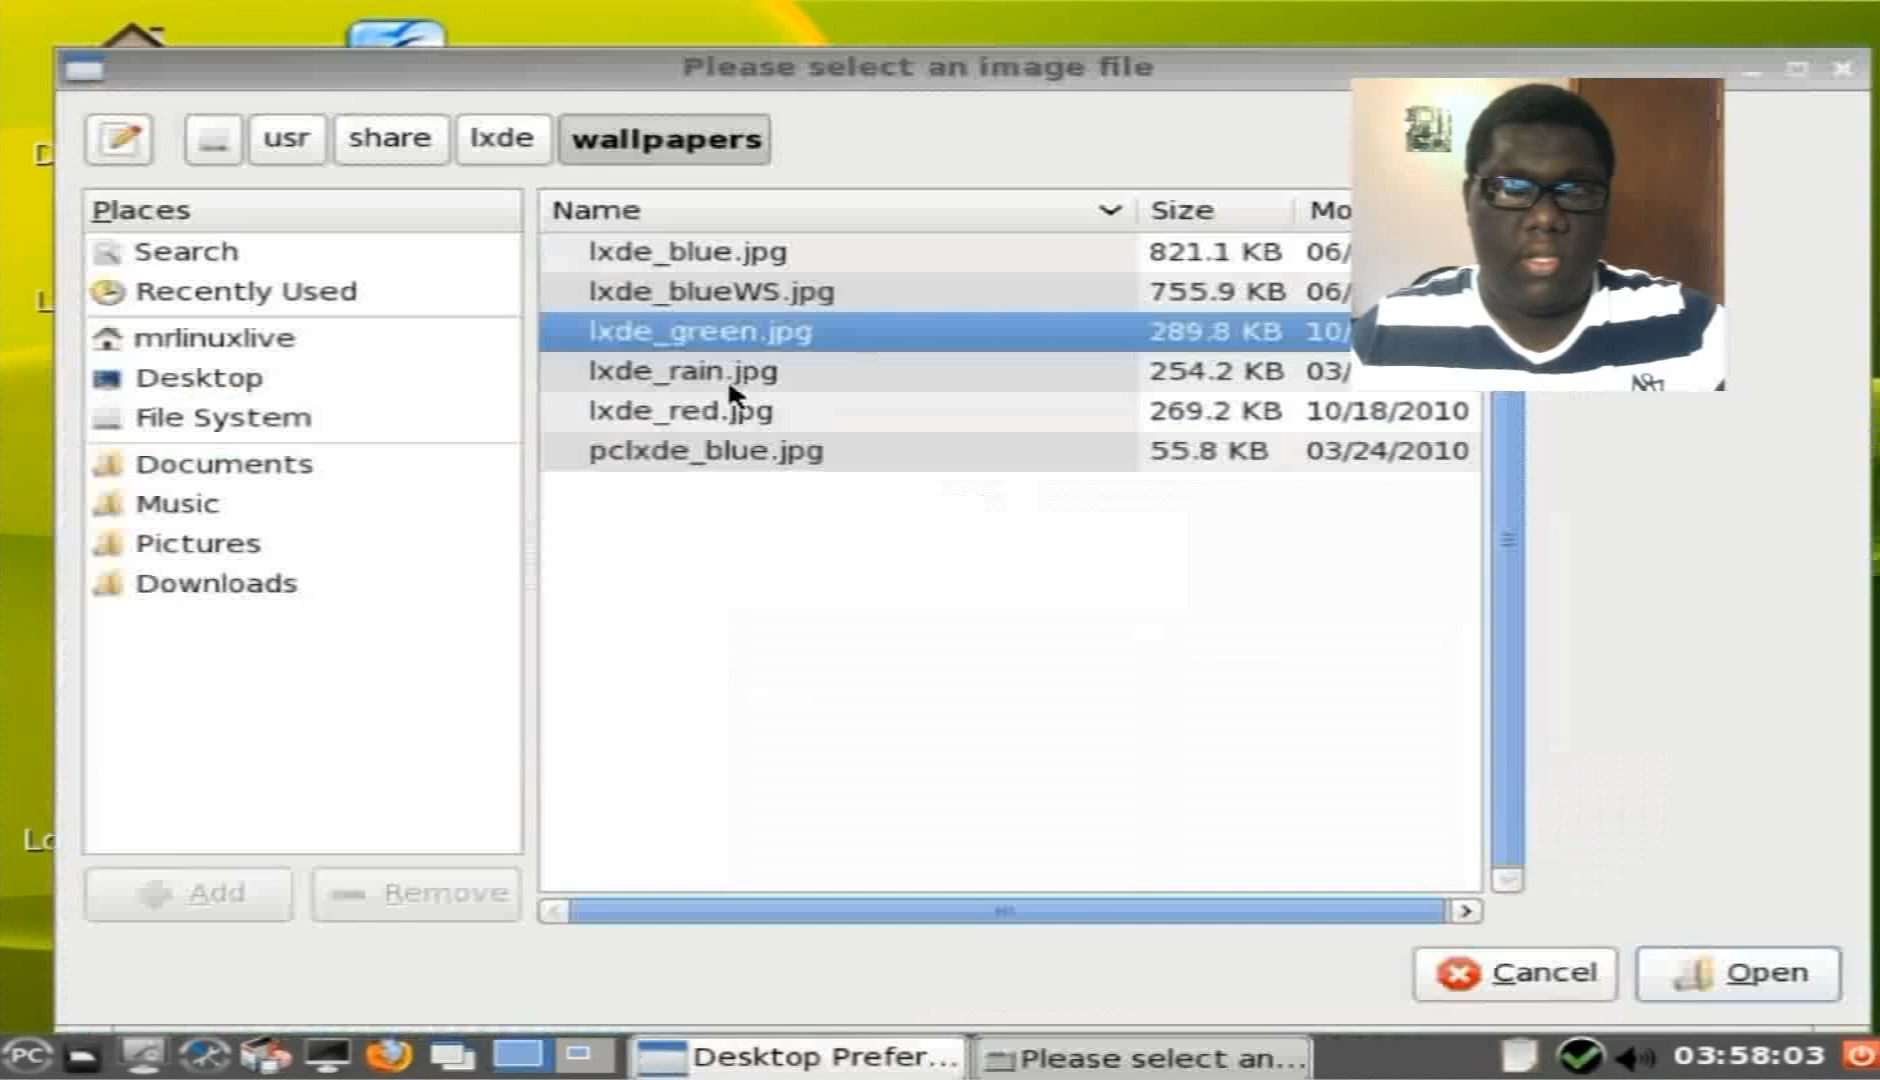 Please select an image file
usr share lxde wallpapers
Places
Search
Recently Used
mrlinuxlive
Desktop
File System
Documents
Music
Pictures
Downloads
Add Remove
Name Size Mo
lxde_blue.jpg 821.1 KB 06/
lxde_blueWS.jpg 755.9 KB 06/
lxde_green.jpg 289.8 KB 10/
lxde_rain.jpg 254.2 KB 03/
lxde_red.jpg 269.2 KB 10/18/2010
pclxde_blue.jpg 55.8 KB 03/24/2010
Cancel Open
PC Desktop Prefer... Please select an... 03:58:03